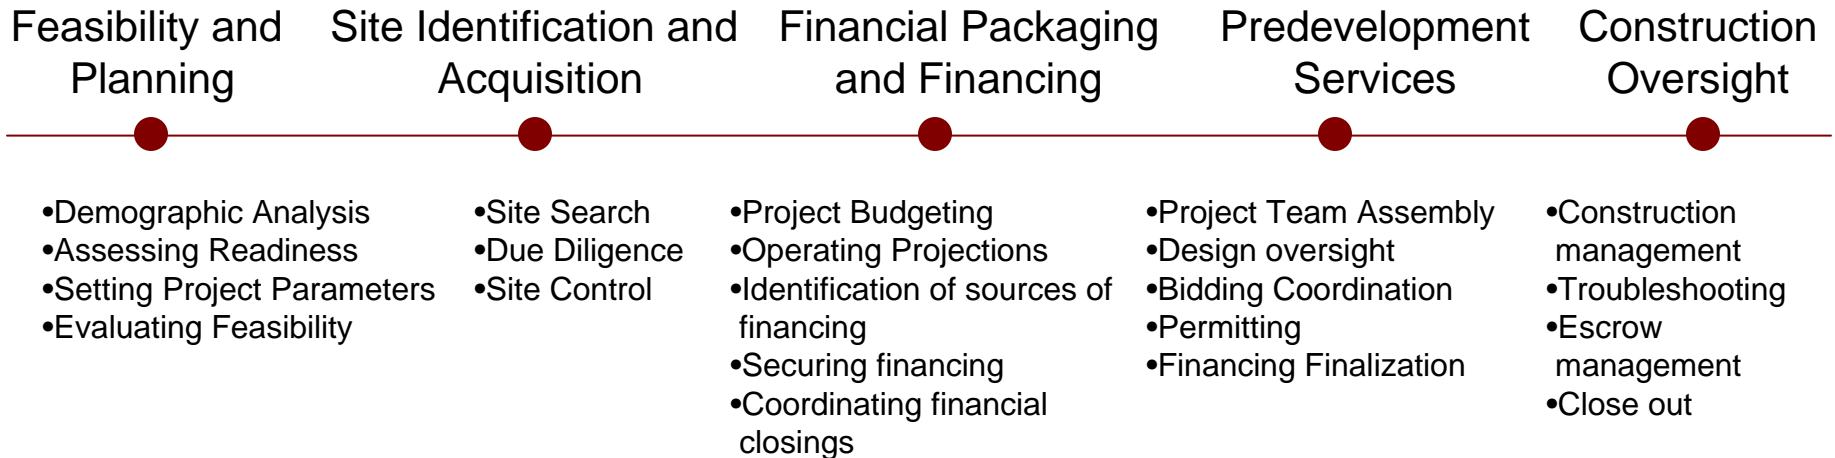 Feasibility and
Planning
Site Identification and
Acquisition
Financial Packaging
and Financing
Predevelopment
Services
Construction
Oversight
•Demographic Analysis
•Assessing Readiness
•Setting Project Parameters
•Evaluating Feasibility
•Site Search
•Due Diligence
•Site Control
•Project Budgeting
•Operating Projections
•Identification of sources of
financing
•Securing financing
•Coordinating financial
closings
•Project Team Assembly
•Design oversight
•Bidding Coordination
•Permitting
•Financing Finalization
•Construction
management
•Troubleshooting
•Escrow
management
•Close out